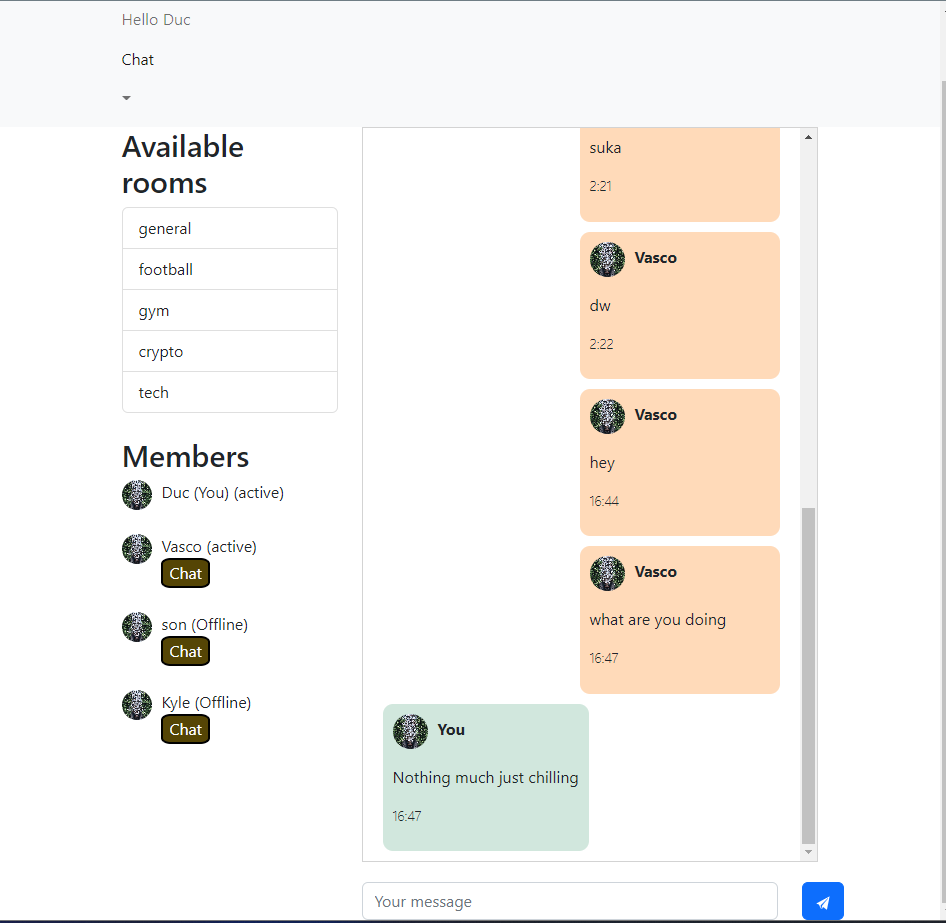 Hello Duc
Chat
Available
rooms
general
football
gym
crypto
tech
Members
Duc (You) (active)
Vasco (active)
Chat
son (Offline)
Chat
Kyle (Offline)
Chat
suka
2:21
Vasco
dw
2:22
Vasco
hey
16:44
Vasco
what are you doing
16:47
You
Nothing much just chilling
16:47
Your message